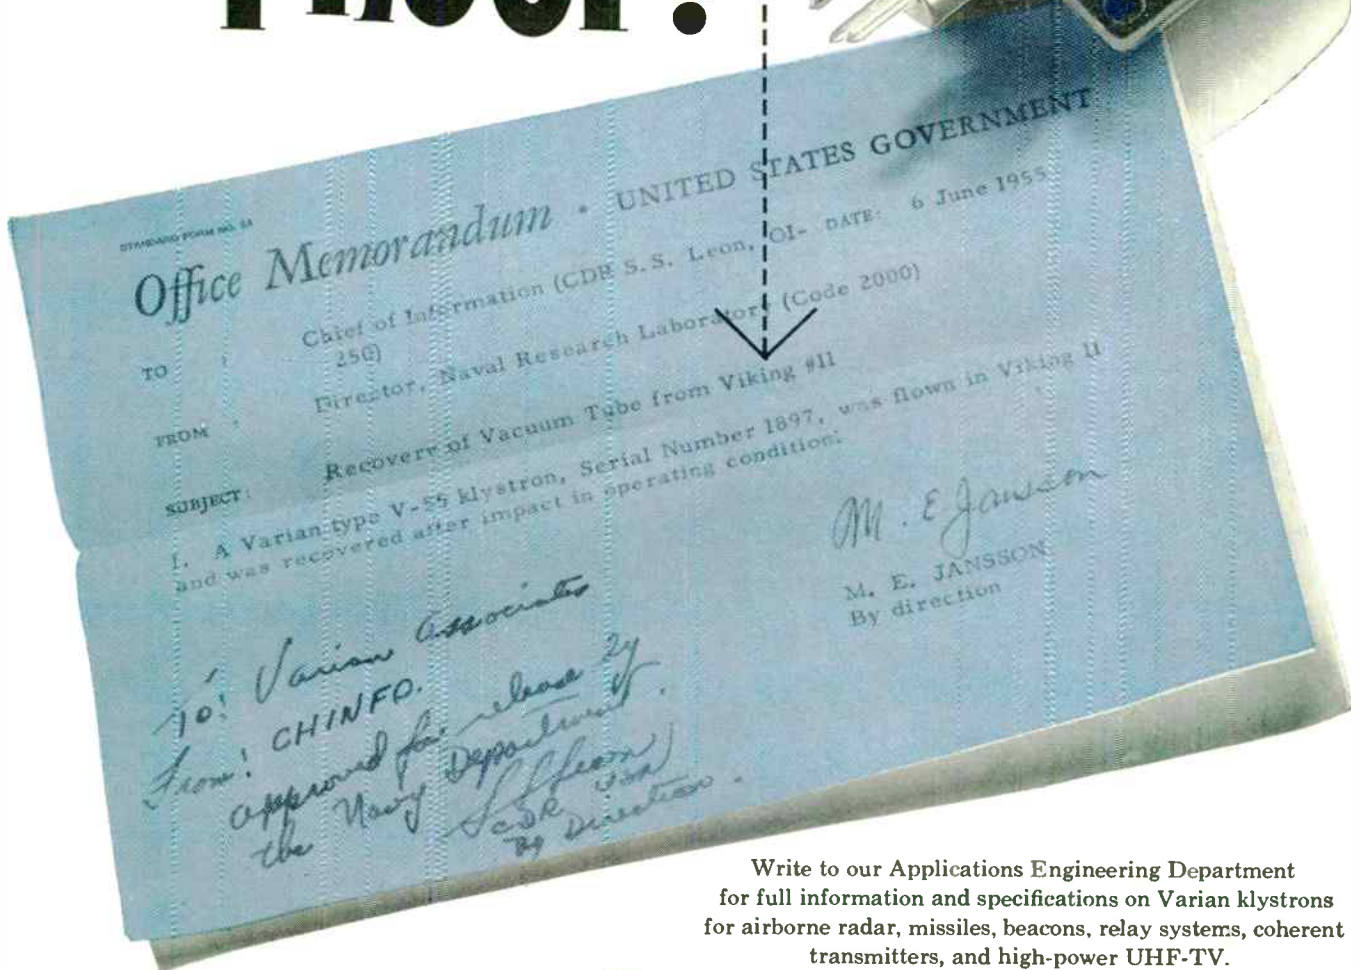 Proof!
STANDARD FORM NO. 64
Office Memorandum • UNITED STATES GOVERNMENT
TO : Chief of Information (CDR S.S. Leon, OI- DATE: 6 June 1955
250)
FROM : Director, Naval Research Laboratory (Code 2000)
SUBJECT: Recovery of Vacuum Tube from Viking #11
1. A Varian type V-55 klystron, Serial Number 1897, was flown in Viking 11
and was recovered after impact in operating condition.
M. E. Jansson
M. E. JANSSON
By direction
To: Varian Associates
From: CHINFO.
approved for release by
the Navy Department.
SSLeon
CDR USN
By Direction.
Write to our Applications Engineering Department
for full information and specifications on Varian klystrons
for airborne radar, missiles, beacons, relay systems, coherent
transmitters, and high-power UHF-TV.